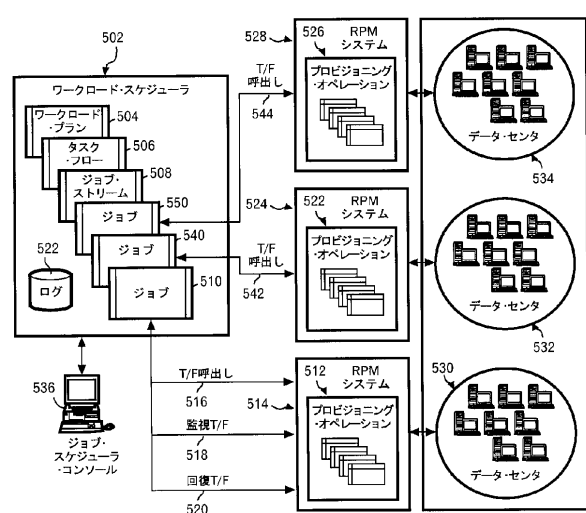 502
ワークロード・スケジューラ
ワークロード
・プラン
504
タスク
・フロー
506
ジョブ・
ストリーム
508
ジョブ
550
ジョブ
540
ジョブ
510
522
ログ
536
ジョブ・
スケジューラ
・コンソール
T/F
呼出し
544
T/F
呼出し
542
T/F呼出し
516
監視T/F
518
回復T/F
520
528
526
RPM
システム
プロビジョニング
・オペレーション
524
522
RPM
システム
プロビジョニング
・オペレーション
512
514
RPM
システム
プロビジョニング
・オペレーション
データ・センタ
534
データ・センタ
532
530
データ・センタ